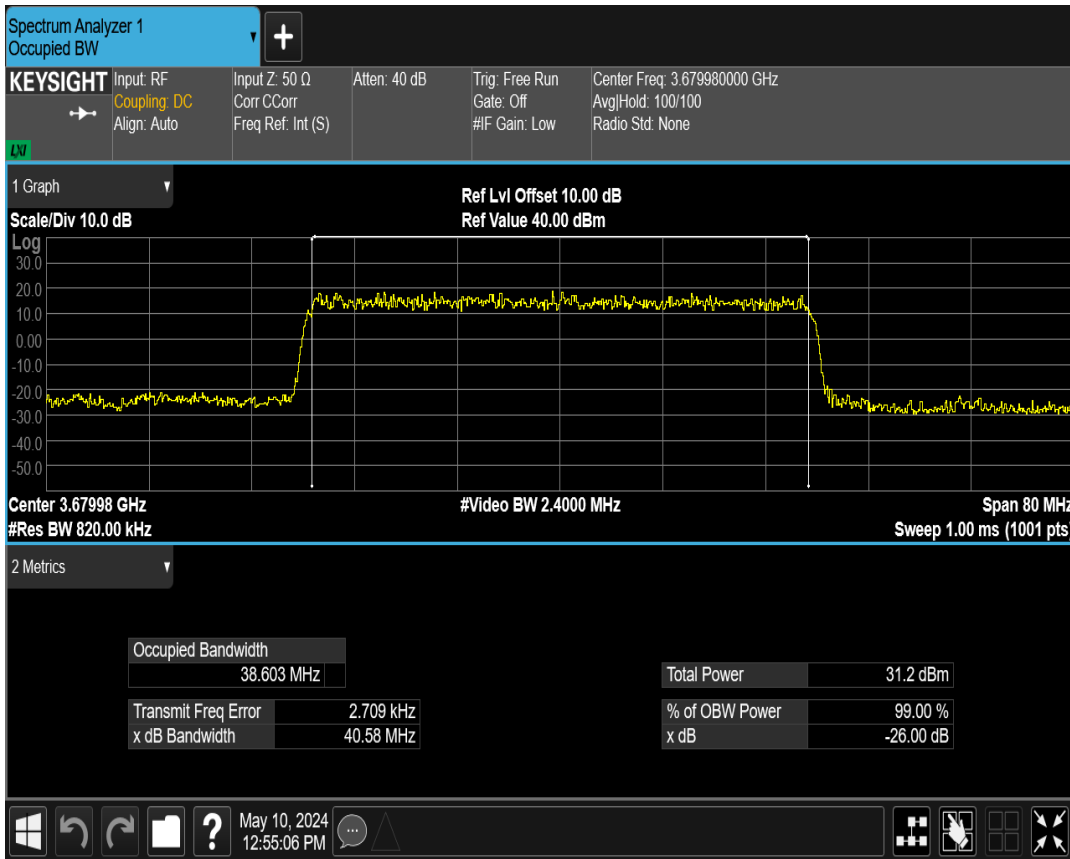 Spectrum Analyzer 1
Occupied BW
+
KEYSIGHT
LXI
Input: RF
Coupling: DC
Align: Auto
Input Z: 50 Ω
Corr CCorr
Freq Ref: Int (S)
Atten: 40 dB
Trig: Free Run
Gate: Off
#IF Gain: Low
Center Freq: 3.679980000 GHz
Avg|Hold: 100/100
Radio Std: None
1 Graph
Scale/Div 10.0 dB
Ref Lvl Offset 10.00 dB
Ref Value 40.00 dBm
Log
30.0
20.0
10.0
0.00
-10.0
-20.0
-30.0
-40.0
-50.0
Center 3.67998 GHz
#Res BW 820.00 kHz
#Video BW 2.4000 MHz
Span 80 MHz
Sweep 1.00 ms (1001 pts)
2 Metrics
Occupied Bandwidth
38.603 MHz
Transmit Freq Error 2.709 kHz
x dB Bandwidth 40.58 MHz
Total Power 31.2 dBm
% of OBW Power 99.00 %
x dB -26.00 dB
?
May 10, 2024
12:55:06 PM